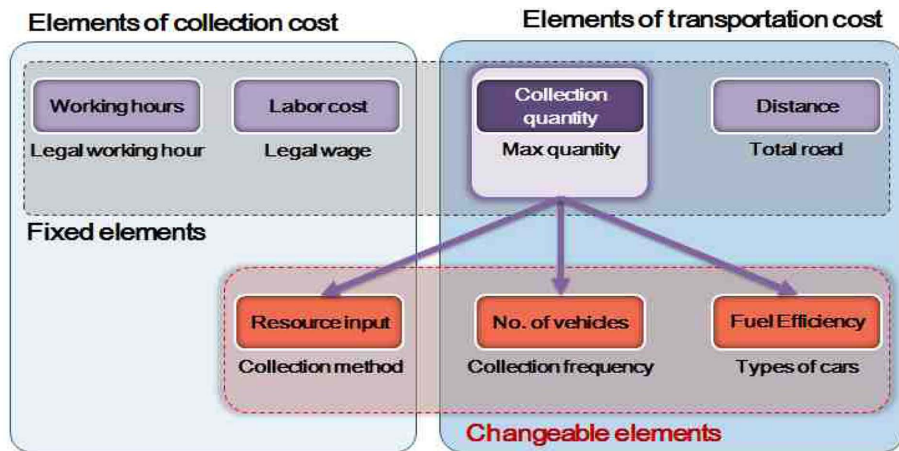 Elements of collection cost
Elements of transportation cost
Working hours
Legal working hour
Labor cost
Legal wage
Collection
quantity
Max quantity
Distance
Total road
Fixed elements
Resource input
Collection method
No. of vehicles
Collection frequency
Fuel Efficiency
Types of cars
Changeable elements